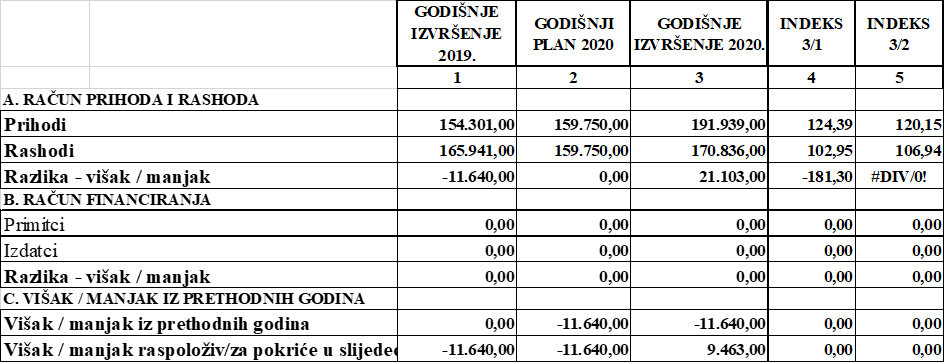 GODIŠNJE IZVRŠENJE 2019. GODIŠNJI PLAN 2020 GODIŠNJE IZVRŠENJE 2020. INDEKS 3/1 INDEKS 3/2
1 2 3 4 5
A. RAČUN PRIHODA I RASHODA
Prihodi 154.301,00 159.750,00 191.939,00 124,39 120,15
Rashodi 165.941,00 159.750,00 170.836,00 102,95 106,94
Razlika - višak / manjak -11.640,00 0,00 21.103,00 -181,30 #DIV/0!
B. RAČUN FINANCIRANJA
Primitci 0,00 0,00 0,00 0,00 0,00
Izdatci 0,00 0,00 0,00 0,00 0,00
Razlika - višak / manjak 0,00 0,00 0,00 0,00 0,00
C. VIŠAK / MANJAK IZ PRETHODNIH GODINA
Višak / manjak iz prethodnih godina 0,00 -11.640,00 -11.640,00 0,00 0,00
Višak / manjak raspoloživ/za pokriće u slijedeć -11.640,00 -11.640,00 9.463,00 0,00 0,00